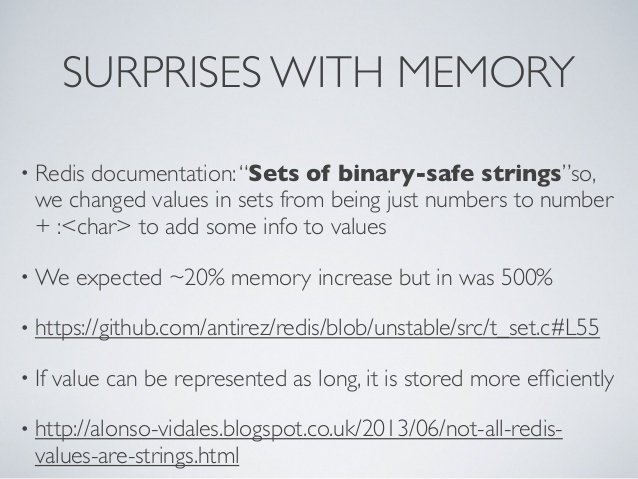 SURPRISES WITH MEMORY
• Redis documentation: “Sets of binary-safe strings” so,
we changed values in sets from being just numbers to number
+ :<char> to add some info to values
• We expected ~20% memory increase but in was 500%
• https://github.com/antirez/redis/blob/unstable/src/t_set.c#L55
• If value can be represented as long, it is stored more efficiently
• http://alonso-vidales.blogspot.co.uk/2013/06/not-all-redis-
values-are-strings.html